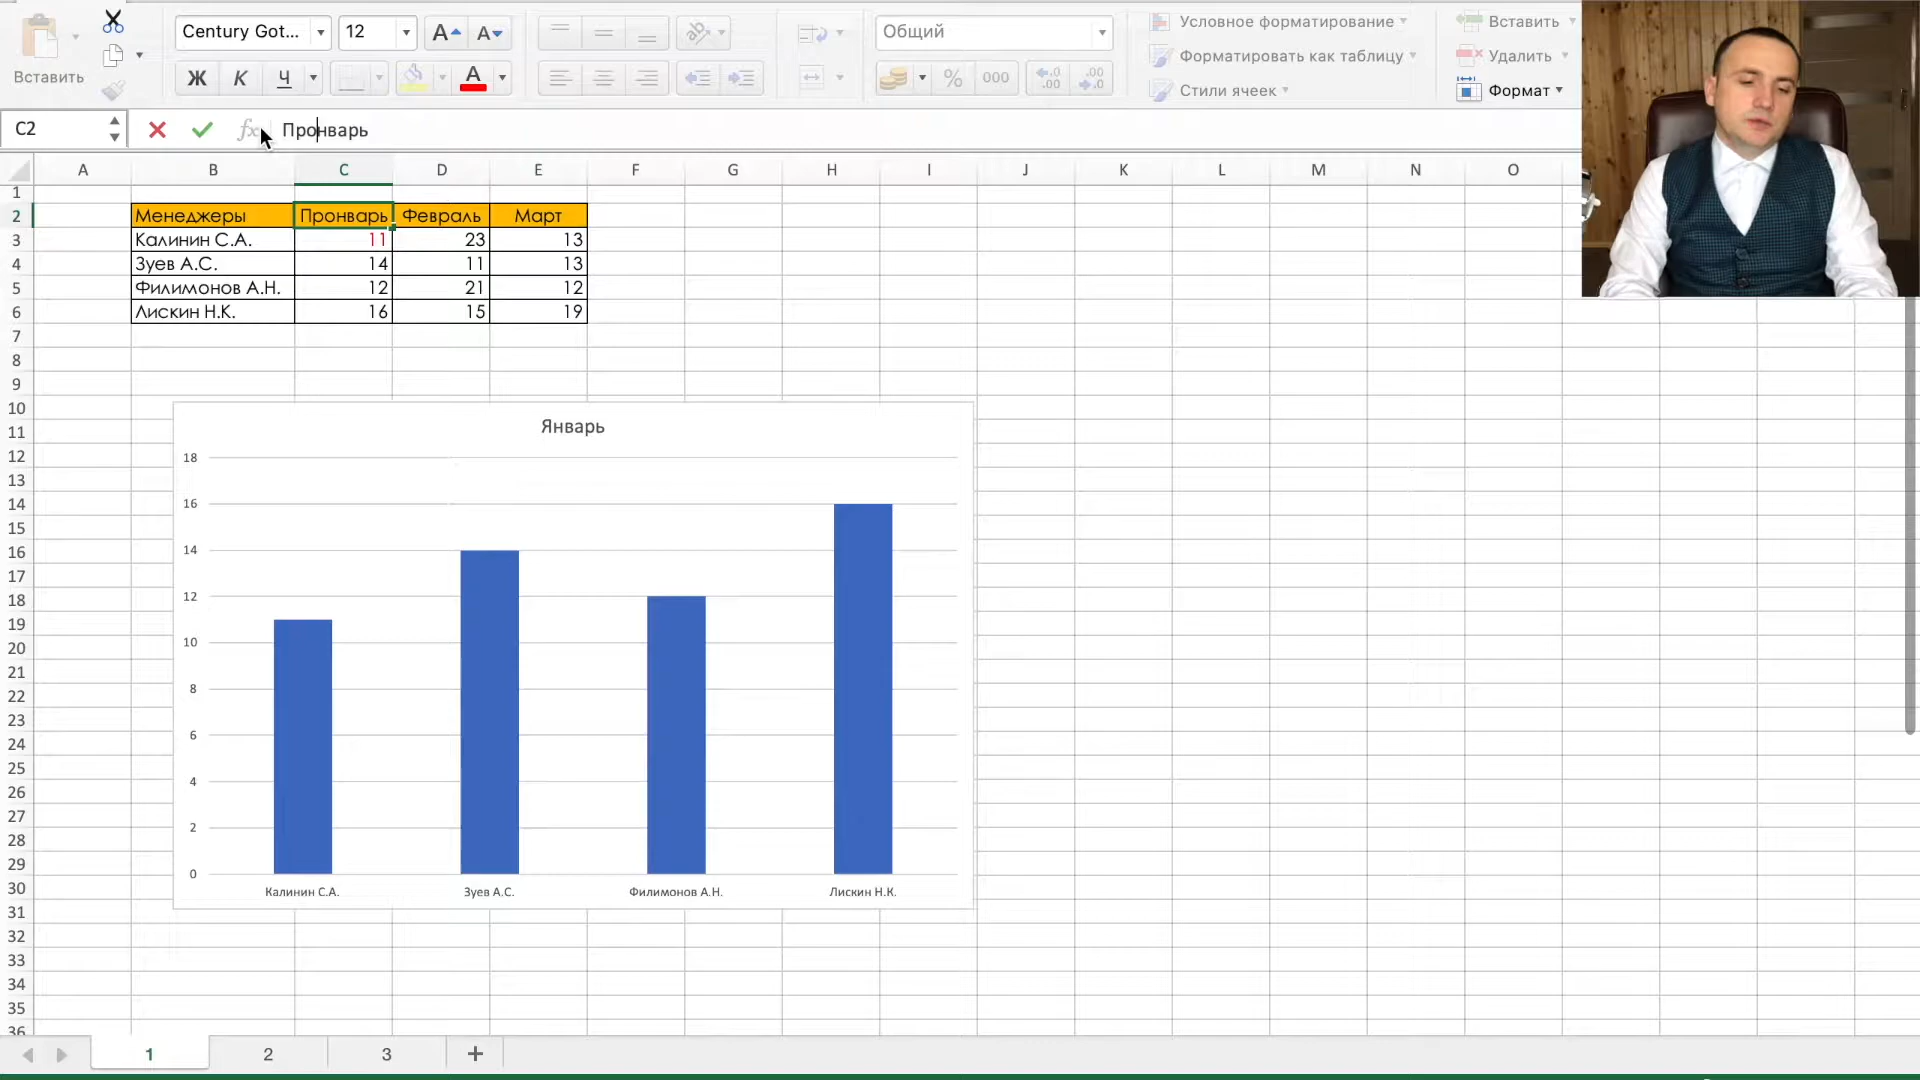 Century Got...
12
A
A
Общий
Условное форматирование
Вставить
Вставить
Ж К Ч
A
%
000
Форматировать как таблицу
Удалить
Стили ячеек
Формат
C2
fx
Пронварь
A B C D E F G H I J K L M N O
1
2 Менеджеры Пронварь Февраль Март
3 Калинин С.А. 11 23 13
4 Зуев А.С. 14 11 13
5 Филимонов А.Н. 12 21 12
6 Лискин Н.К. 16 15 19
7
8
9
10
11
12
13
14
15
16
17
18
19
20
21
22
23
24
25
26
27
28
29
30
31
32
33
34
35
36
Январь
18
16
14
12
10
8
6
4
2
0
Калинин С.А. Зуев А.С. Филимонов А.Н. Лискин Н.К.
1 2 3 +